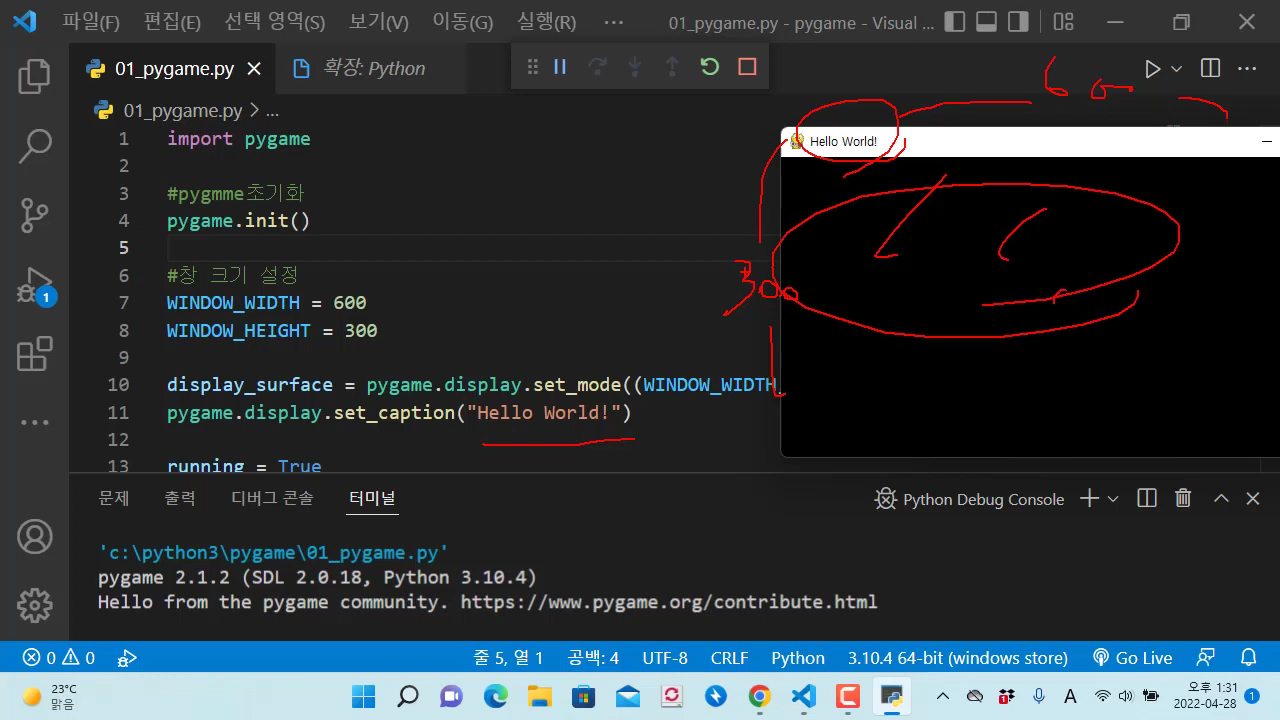 파일(F) 편집(E) 선택 영역(S) 보기(V) 이동(G) 실행(R) ··· 01_pygame.py - pygame - Visual ...
01_pygame.py 확장: Python
01_pygame.py > ...
1 import pygame
2
3 #pygmme초기화
4 pygame.init()
5
6 #창 크기 설정
7 WINDOW_WIDTH = 600
8 WINDOW_HEIGHT = 300
9
10 display_surface = pygame.display.set_mode((WINDOW_WIDTH,
11 pygame.display.set_caption("Hello World!")
12
13 running = True
600
Hello World!
300
문제 출력 디버그 콘솔 터미널 Python Debug Console
'c:\python3\pygame\01_pygame.py'
pygame 2.1.2 (SDL 2.0.18, Python 3.10.4)
Hello from the pygame community. https://www.pygame.org/contribute.html
1
0 0 줄 5, 열 1 공백: 4 UTF-8 CRLF Python 3.10.4 64-bit (windows store) Go Live
23°C
맑음
A 오후 1:31
2022-04-28 1